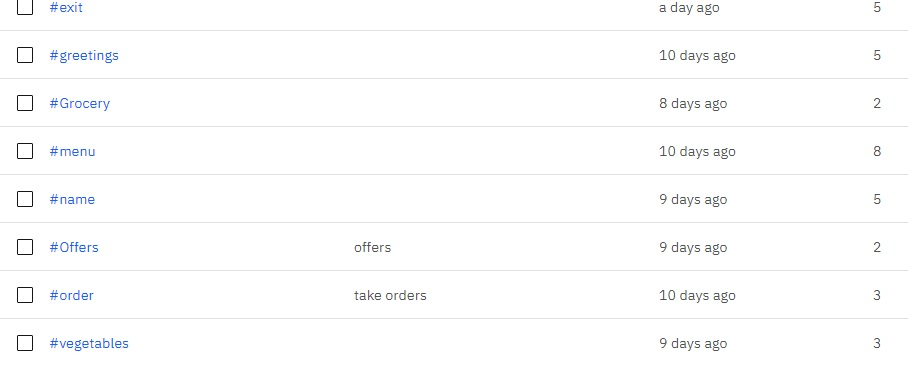 #exit a day ago 5
#greetings 10 days ago 5
#Grocery 8 days ago 2
#menu 10 days ago 8
#name 9 days ago 5
#Offers offers 9 days ago 2
#order take orders 10 days ago 3
#vegetables 9 days ago 3